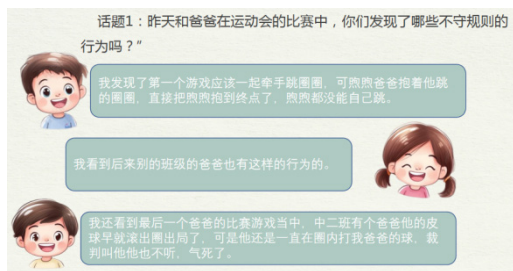 话题1：昨天和爸爸在运动会的比赛中，你们发现了哪些不守规则的
行为吗？”
我发现了第一个游戏应该一起牵手跳圈圈，可煦煦爸爸抱着他跳
的圈圈，直接把煦煦抱到终点了，煦煦都没能自己跳。
我看到后来别的班级的爸爸也有这样的行为的。
我还看到最后一个爸爸的比赛游戏当中，中二班有个爸爸他的皮
球早就滚出圈出局了，可是他还是一直在圈内打我爸爸的球，裁
判叫他他也不听，气死了。